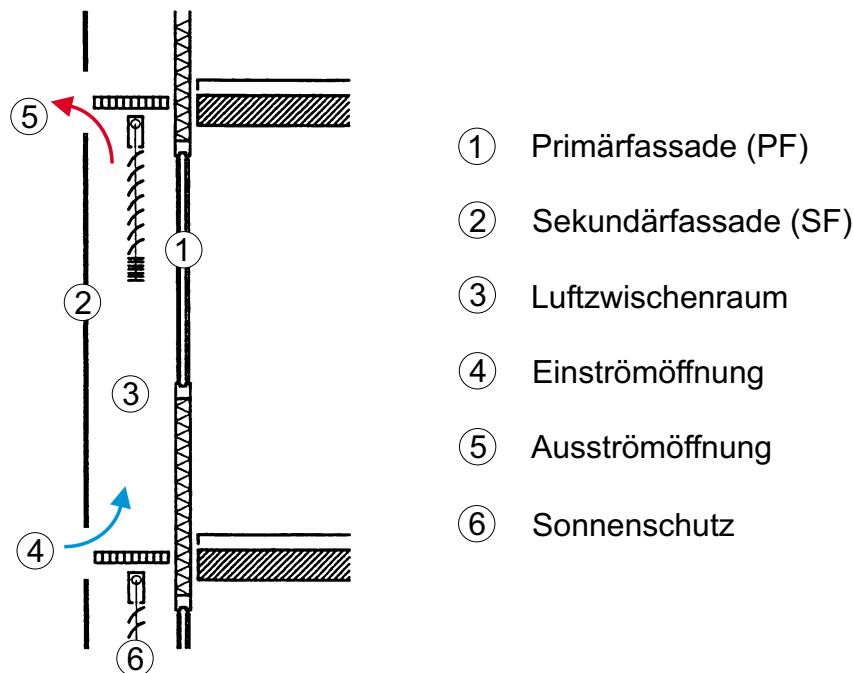 5
1
2
3
4
6
1 Primärfassade (PF)
2 Sekundärfassade (SF)
3 Luftzwischenraum
4 Einströmöffnung
5 Ausströmöffnung
6 Sonnenschutz